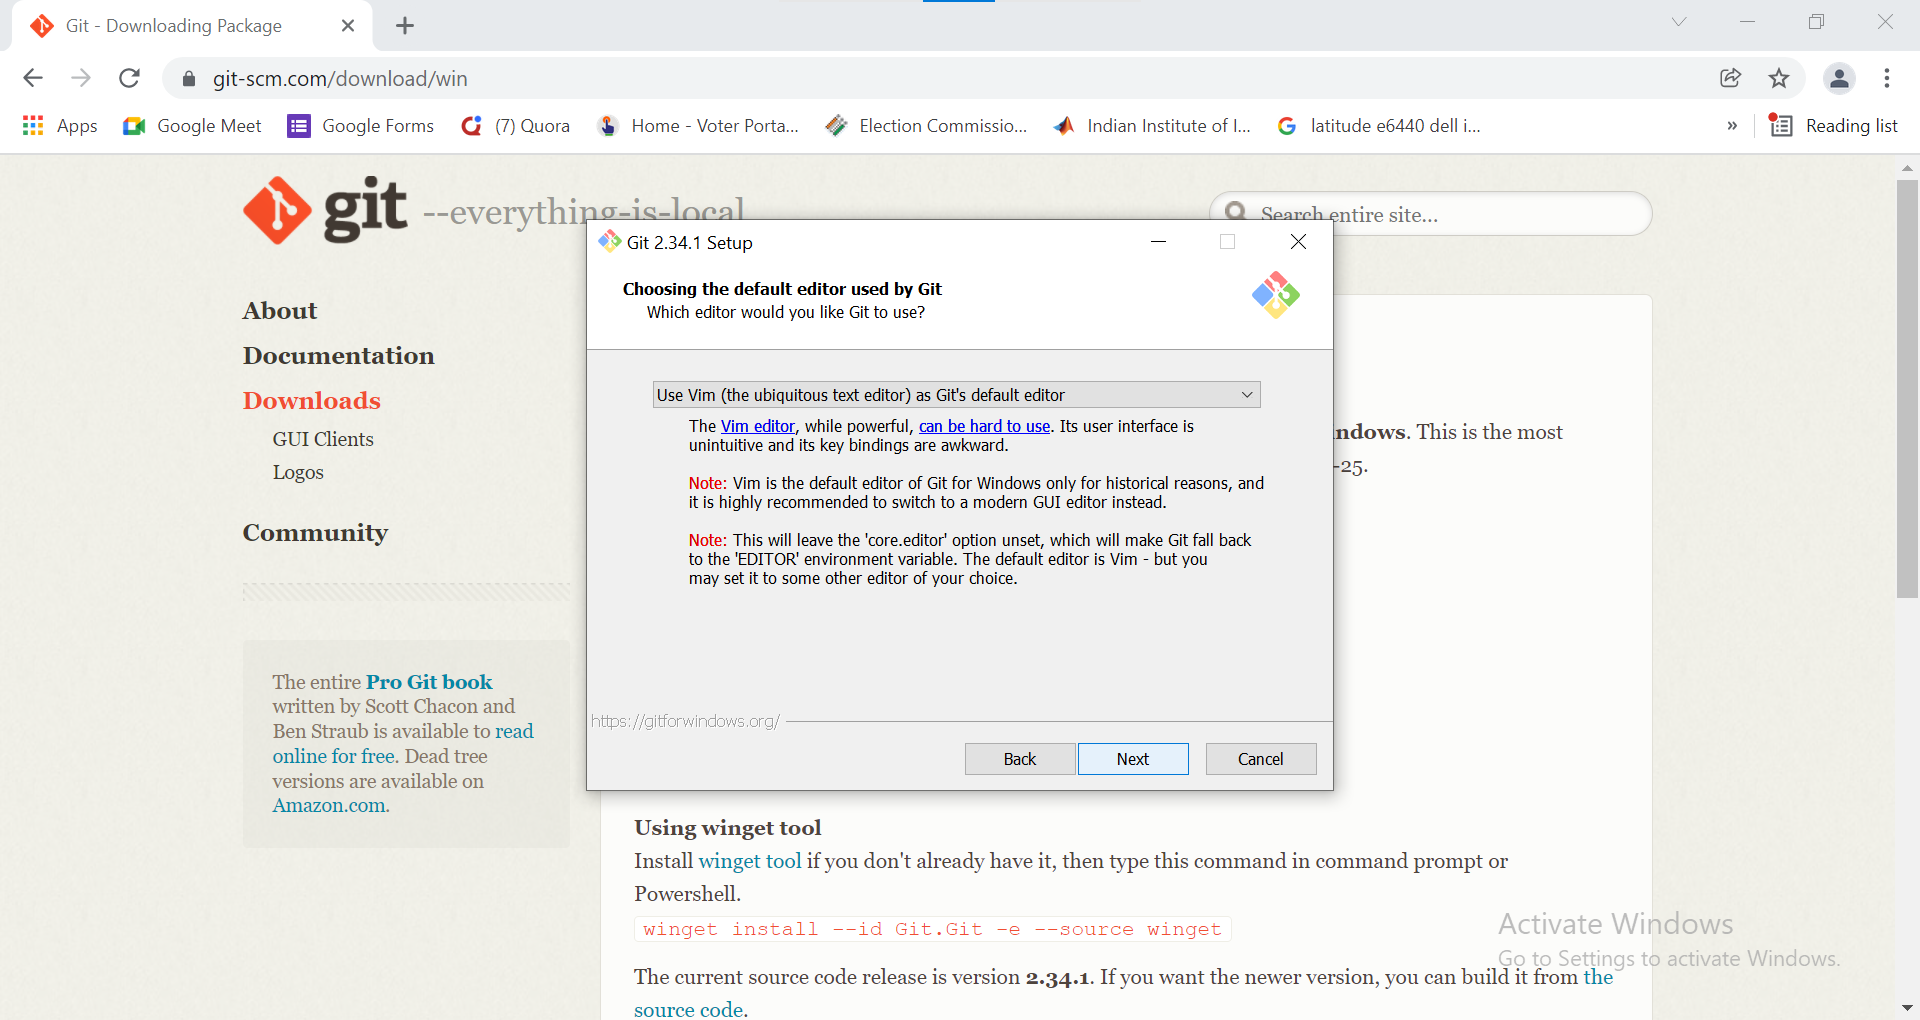 Git - Downloading Package
git-scm.com/download/win
Apps
Google Meet
Google Forms
(7) Quora
Home - Voter Porta...
Election Commissio...
Indian Institute of I...
latitude e6440 dell i...
»
Reading list
git --everything-is-local
Search entire site...
About
Documentation
Downloads
GUI Clients
Logos
Community
The entire Pro Git book
written by Scott Chacon and
Ben Straub is available to read
online for free. Dead tree
versions are available on
Amazon.com.
Git 2.34.1 Setup
Choosing the default editor used by Git
Which editor would you like Git to use?
Use Vim (the ubiquitous text editor) as Git's default editor
The Vim editor, while powerful, can be hard to use. Its user interface is
unintuitive and its key bindings are awkward.
Note: Vim is the default editor of Git for Windows only for historical reasons, and
it is highly recommended to switch to a modern GUI editor instead.
Note: This will leave the 'core.editor' option unset, which will make Git fall back
to the 'EDITOR' environment variable. The default editor is Vim - but you
may set it to some other editor of your choice.
https://gitforwindows.org/
Back
Next
Cancel
ndows. This is the most
-25.
Using winget tool
Install winget tool if you don't already have it, then type this command in command prompt or
Powershell.
winget install --id Git.Git -e --source winget
The current source code release is version 2.34.1. If you want the newer version, you can build it from the
source code.
Activate Windows
Go to Settings to activate Windows.